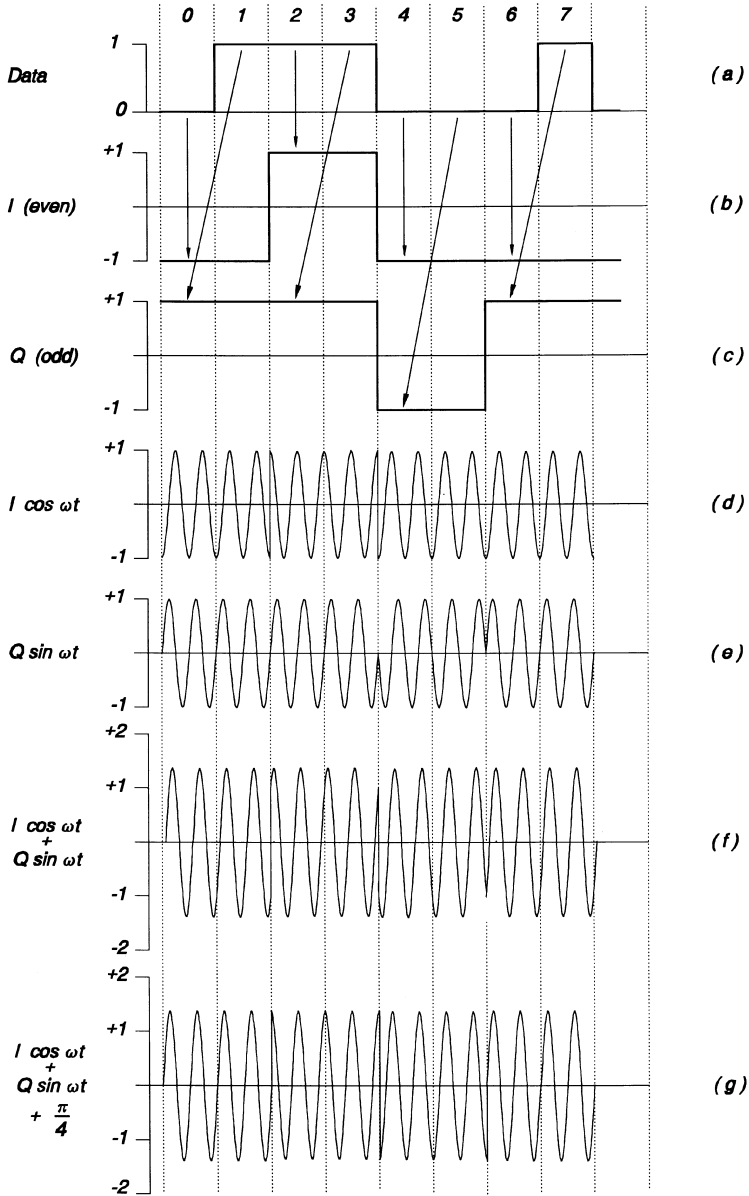 0 1 2 3 4 5 6 7
1
Data
(a)
0
+1
I (even)
(b)
-1
+1
Q (odd)
(c)
-1
+1
I cos ωt
(d)
-1
+1
Q sin ωt
(e)
-1
+2
+1
I cos ωt
+
Q sin ωt
(f)
-1
-2
+2
+1
I cos ωt
+
Q sin ωt
+ π/4
(g)
-1
-2